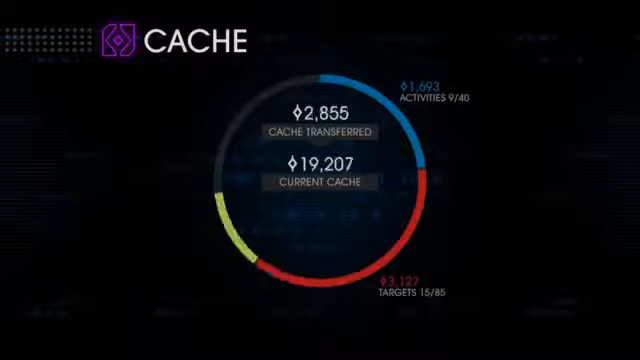 CACHE
2,855
CACHE TRANSFERRED
19,207
CURRENT CACHE
1,693
ACTIVITIES 9/40
3,127
TARGETS 15/85